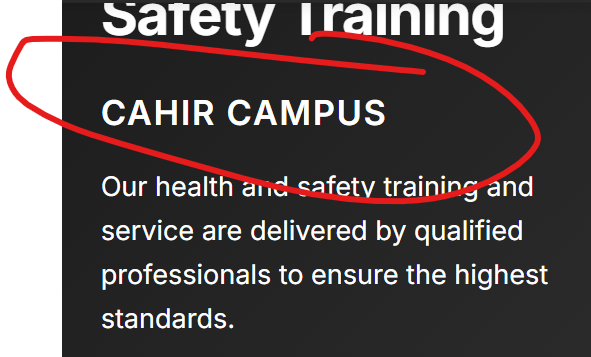 Safety Training
CAHIR CAMPUS
Our health and safety training and
service are delivered by qualified
professionals to ensure the highest
standards.